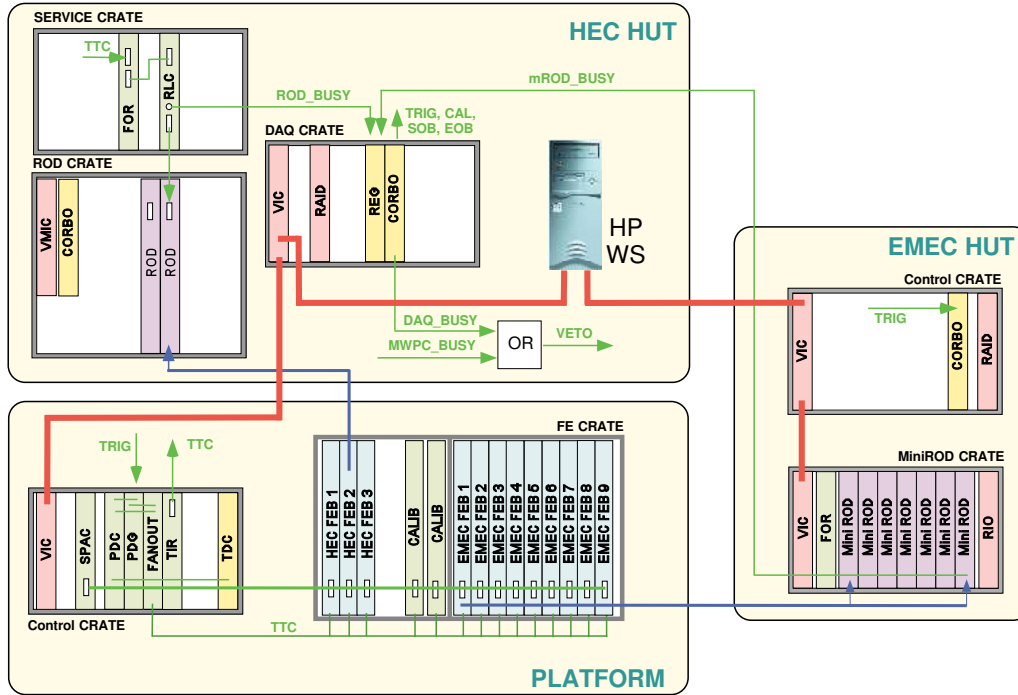 SERVICE CRATE
HEC HUT
TTC
FOR
RLC
ROD_BUSY
mROD_BUSY
TRIG, CAL,
SOB, EOB
DAQ CRATE
ROD CRATE
VMIC
CORBO
ROD
ROD
VIC
RAID
REG
CORBO
HP
WS
DAQ_BUSY
MWPC_BUSY
OR
VETO
EMEC HUT
Control CRATE
VIC
TRIG
CORBO
RAID
MiniROD CRATE
VIC
FOR
Mini ROD
Mini ROD
Mini ROD
Mini ROD
Mini ROD
Mini ROD
Mini ROD
RIO
FE CRATE
TRIG
TTC
VIC
SPAC
PDC
PDG
FANOUT
TIR
TDC
HEC FEB 1
HEC FEB 2
HEC FEB 3
CALIB
CALIB
EMEC FEB 1
EMEC FEB 2
EMEC FEB 3
EMEC FEB 4
EMEC FEB 5
EMEC FEB 6
EMEC FEB 7
EMEC FEB 8
EMEC FEB 9
Control CRATE
TTC
PLATFORM